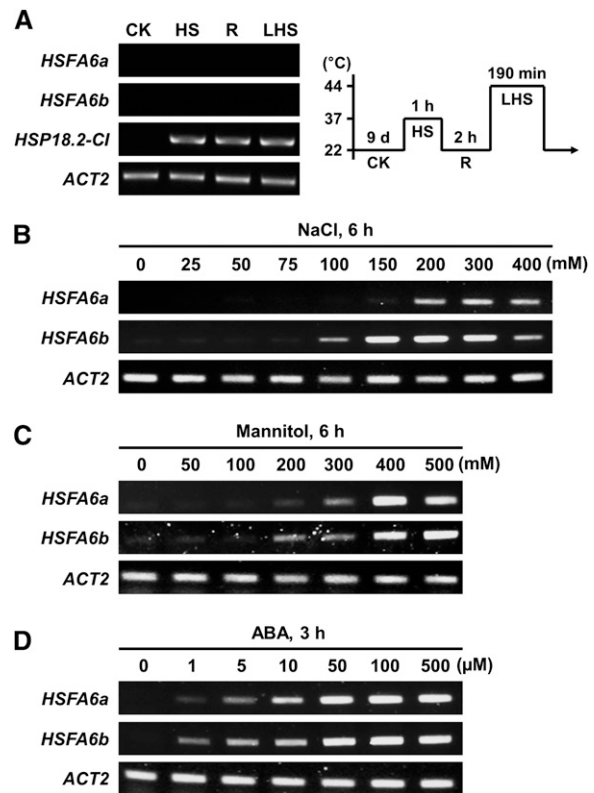 A
CK HS R LHS
HSFA6a
HSFA6b
HSP18.2-CI
ACT2
(°C)
44
37
22
9 d
CK
1 h
HS
2 h
R
190 min
LHS
B
NaCl, 6 h
0 25 50 75 100 150 200 300 400 (mM)
HSFA6a
HSFA6b
ACT2
C
Mannitol, 6 h
0 50 100 200 300 400 500 (mM)
HSFA6a
HSFA6b
ACT2
D
ABA, 3 h
0 1 5 10 50 100 500 (µM)
HSFA6a
HSFA6b
ACT2